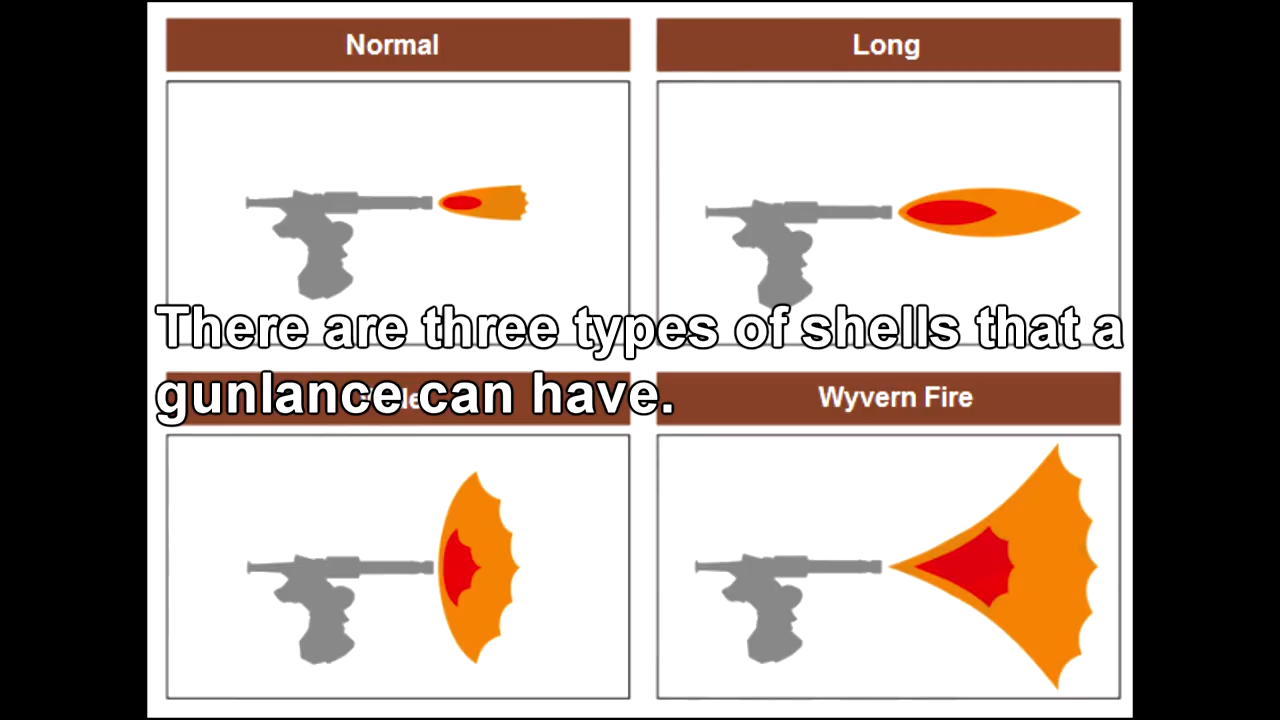 Normal
Long
There are three types of shells that a
gunlance can have.
Wyvern Fire